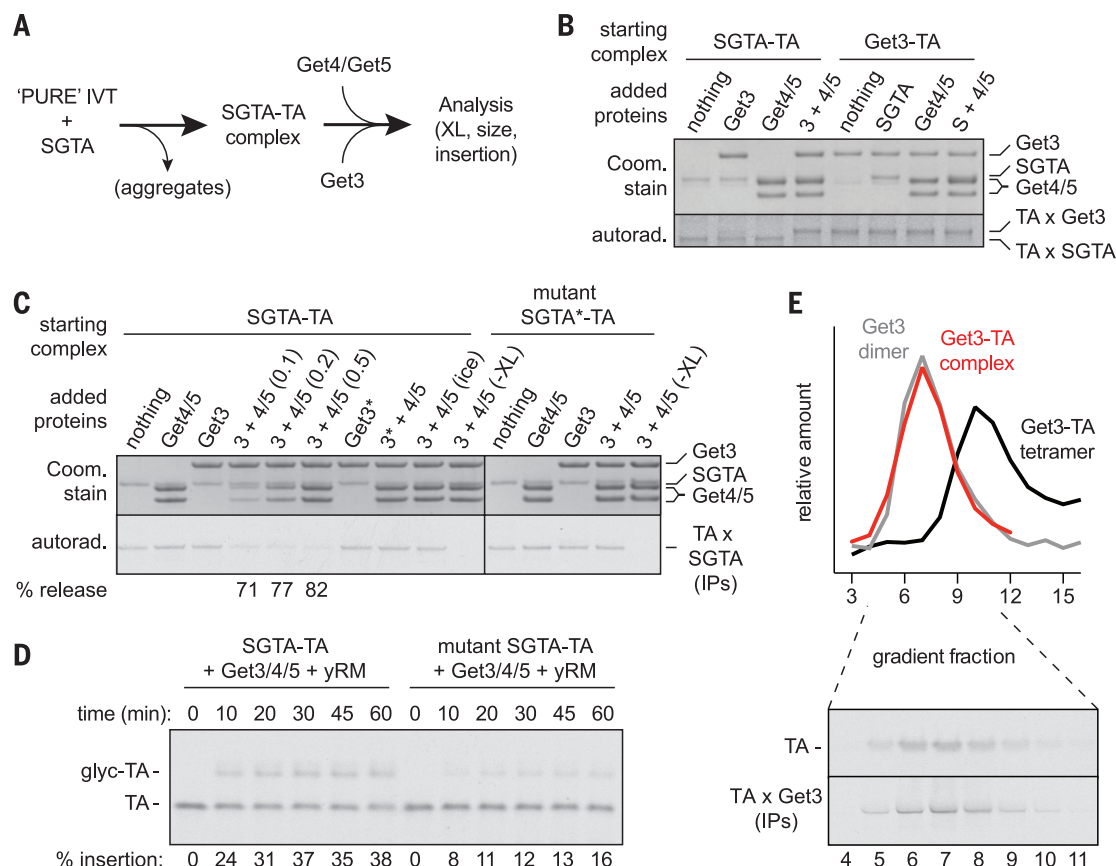 A
'PURE' IVT
+
SGTA
(aggregates)
SGTA-TA
complex
Get4/Get5
Get3
Analysis
(XL, size,
insertion)
B
starting
complex
SGTA-TA
Get3-TA
added
proteins
nothing
Get3
Get4/5
3 + 4/5
nothing
SGTA
Get4/5
S + 4/5
Coom.
stain
autorad.
Get3
SGTA
Get4/5
TA x Get3
TA x SGTA
C
starting
complex
SGTA-TA
mutant
SGTA*-TA
added
proteins
nothing
Get4/5
Get3
3 + 4/5 (0.1)
3 + 4/5 (0.2)
3 + 4/5 (0.5)
Get3*
3* + 4/5
3 + 4/5 (ice)
3 + 4/5 (-XL)
nothing
Get4/5
Get3
3 + 4/5
3 + 4/5 (-XL)
Coom.
stain
autorad.
Get3
SGTA
Get4/5
TA x
SGTA
(IPs)
% release 71 77 82
D
SGTA-TA
+ Get3/4/5 + yRM
mutant SGTA-TA
+ Get3/4/5 + yRM
time (min): 0 10 20 30 45 60 0 10 20 30 45 60
glyc-TA -
TA -
% insertion: 0 24 31 37 35 38 0 8 11 12 13 16
E
Get3
dimer
Get3-TA
complex
Get3-TA
tetramer
relative amount
3 6 9 12 15
gradient fraction
TA -
TA x Get3
(IPs)
4 5 6 7 8 9 10 11